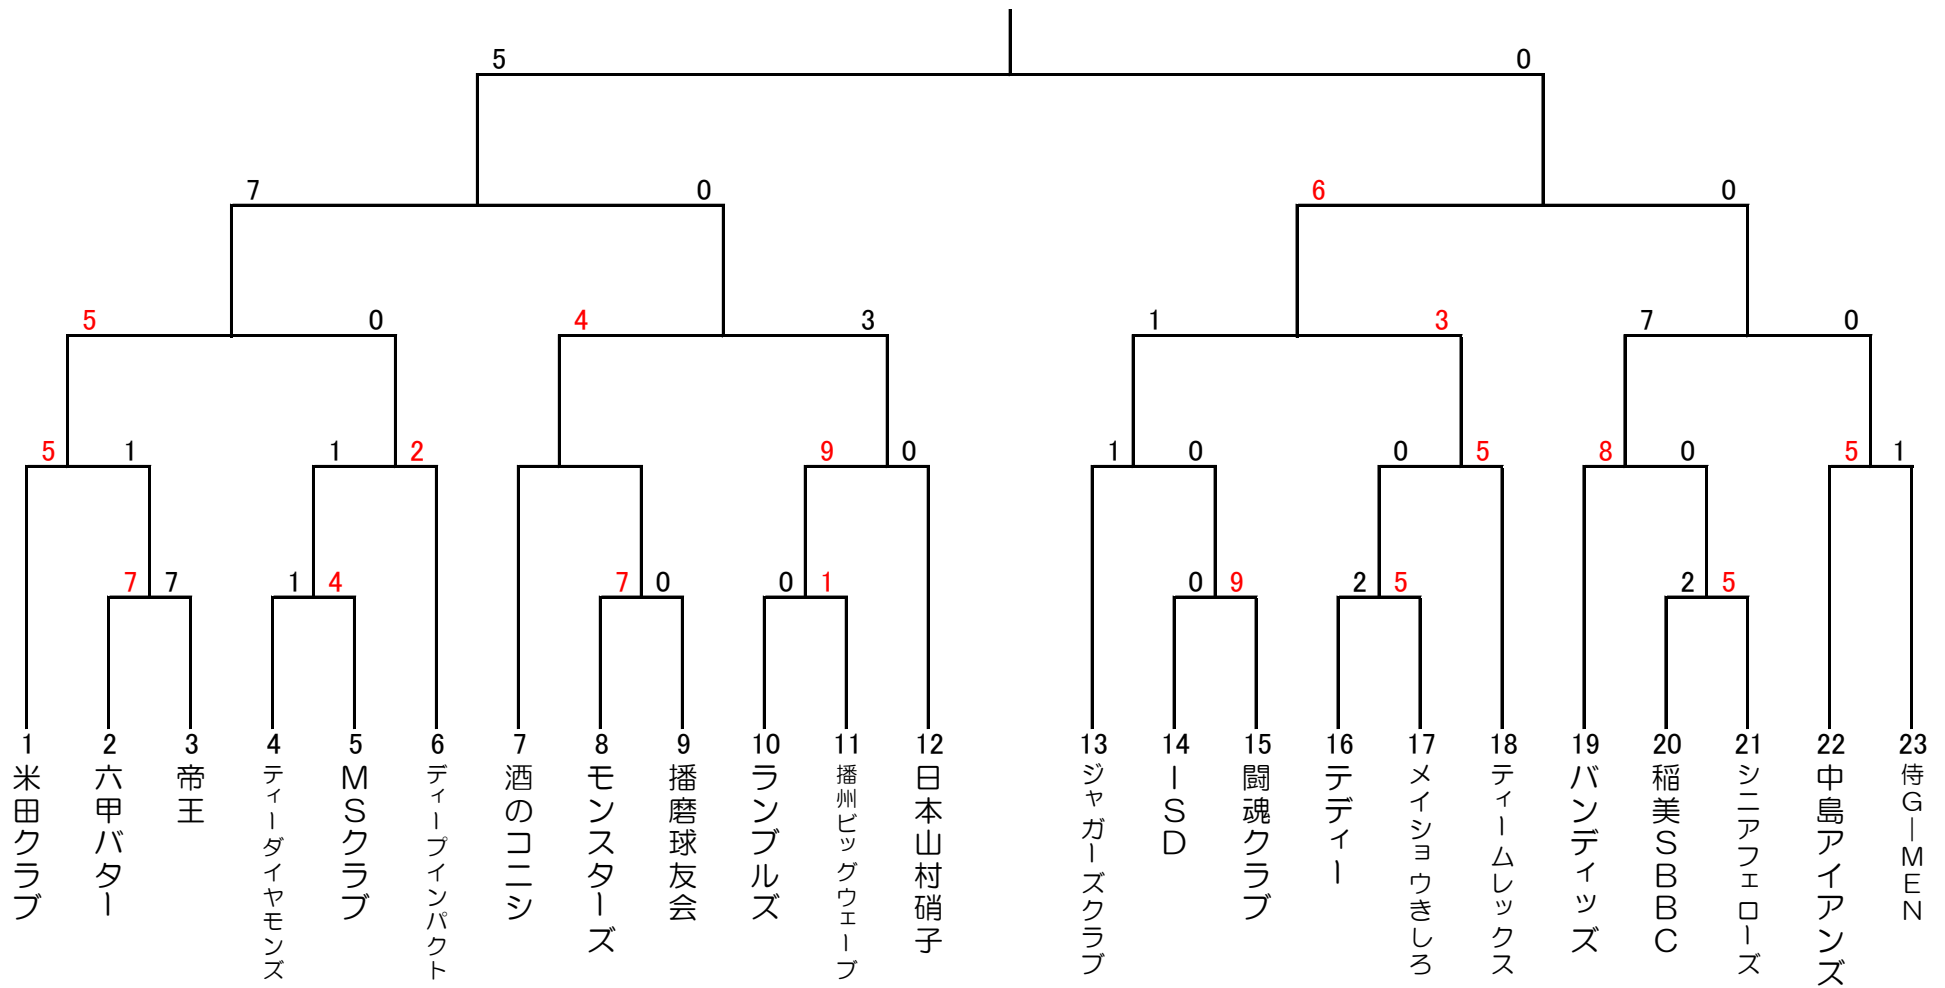 5 0
7 0 6 0
5 0 4 3 1 3 7 0
5 1 1 2 9 0 1 0 0 5 8 0 5 1
7 7 1 4 7 0 0 1 0 9 2 5 2 5
1 2 3 4 5 6 7 8 9 10 11 12 13 14 15 16 17 18 19 20 21 22 23
米田クラブ
六甲バター
帝王
ティーダイヤモンズ
MSクラブ
ディープインパクト
酒のコニシ
モンスターズ
播磨球友会
ランブルズ
播州ビッグウェーブ
日本山村硝子
ジャガーズクラブ
ISD
闘魂クラブ
テディー
メイショウきしろ
ティームレックス
バンディッズ
稲美SBBC
シニアフェローズ
中島アイアンズ
侍G－MEN